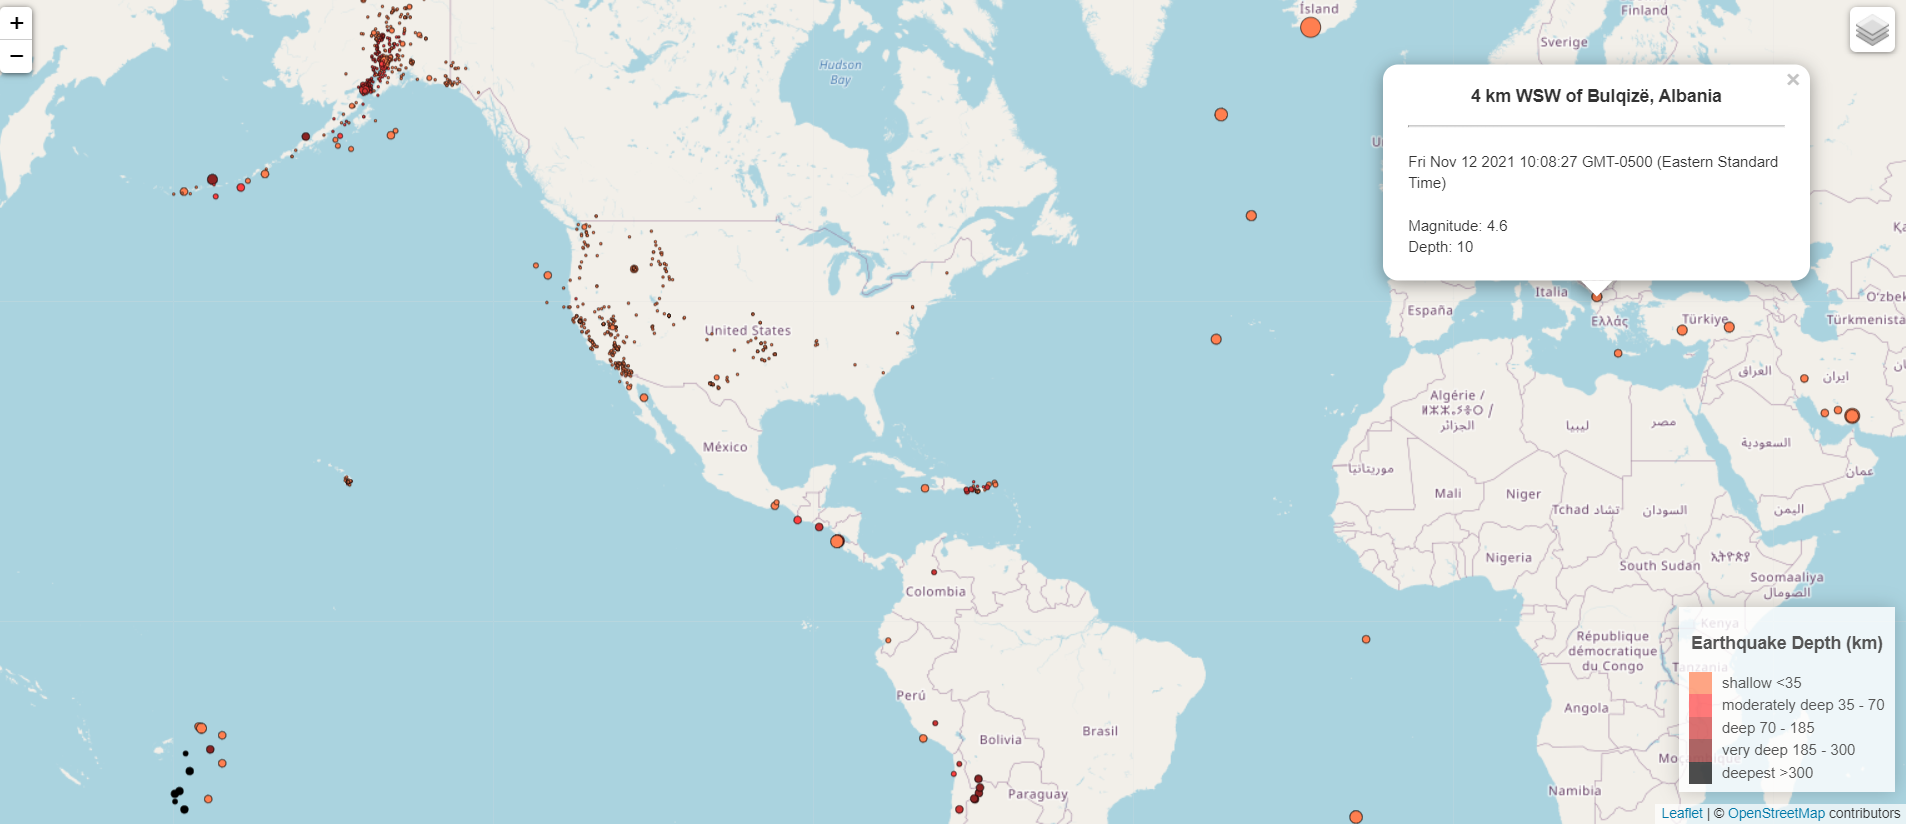 +
−
Ísland
Finland
Sverige
Hudson
Bay
×
4 km WSW of Bulqizë, Albania
Fri Nov 12 2021 10:08:27 GMT-0500 (Eastern Standard
Time)
Magnitude: 4.6
Depth: 10
Italia
España
Ελλάς
Türkiye
Türkmenista
United States
العراق
ایران
Algérie /
ⵍⵣⵣⴰⵢⴻⵔ /
الجزائر
ليبيا
مصر
السعودية
México
موريتانيا
عمان
Mali
Niger
Tchad تشاد
السودان
اليمن
Nigeria
South Sudan
ኢትዮጵያ
Soomaaliya
الصومال
Colombia
Kenya
République
démocratique
du Congo
Tanzania
Earthquake Depth (km)
shallow <35
moderately deep 35 - 70
deep 70 - 185
very deep 185 - 300
deepest >300
Perú
Brasil
Bolivia
Angola
Paraguay
Namibia
Leaflet | © OpenStreetMap contributors